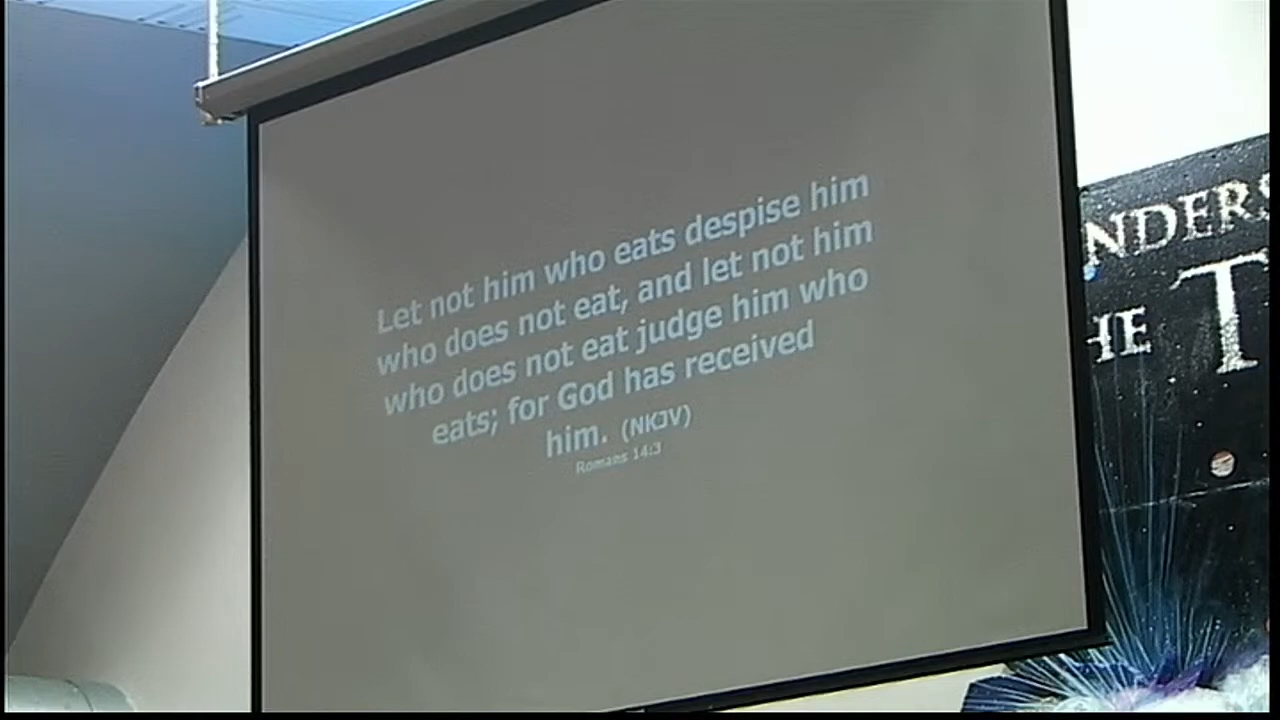 Let not him who eats despise him
who does not eat, and let not him
who does not eat judge him who
eats; for God has received
him. (NKJV)
Romans 14:3
NDERS
HE T